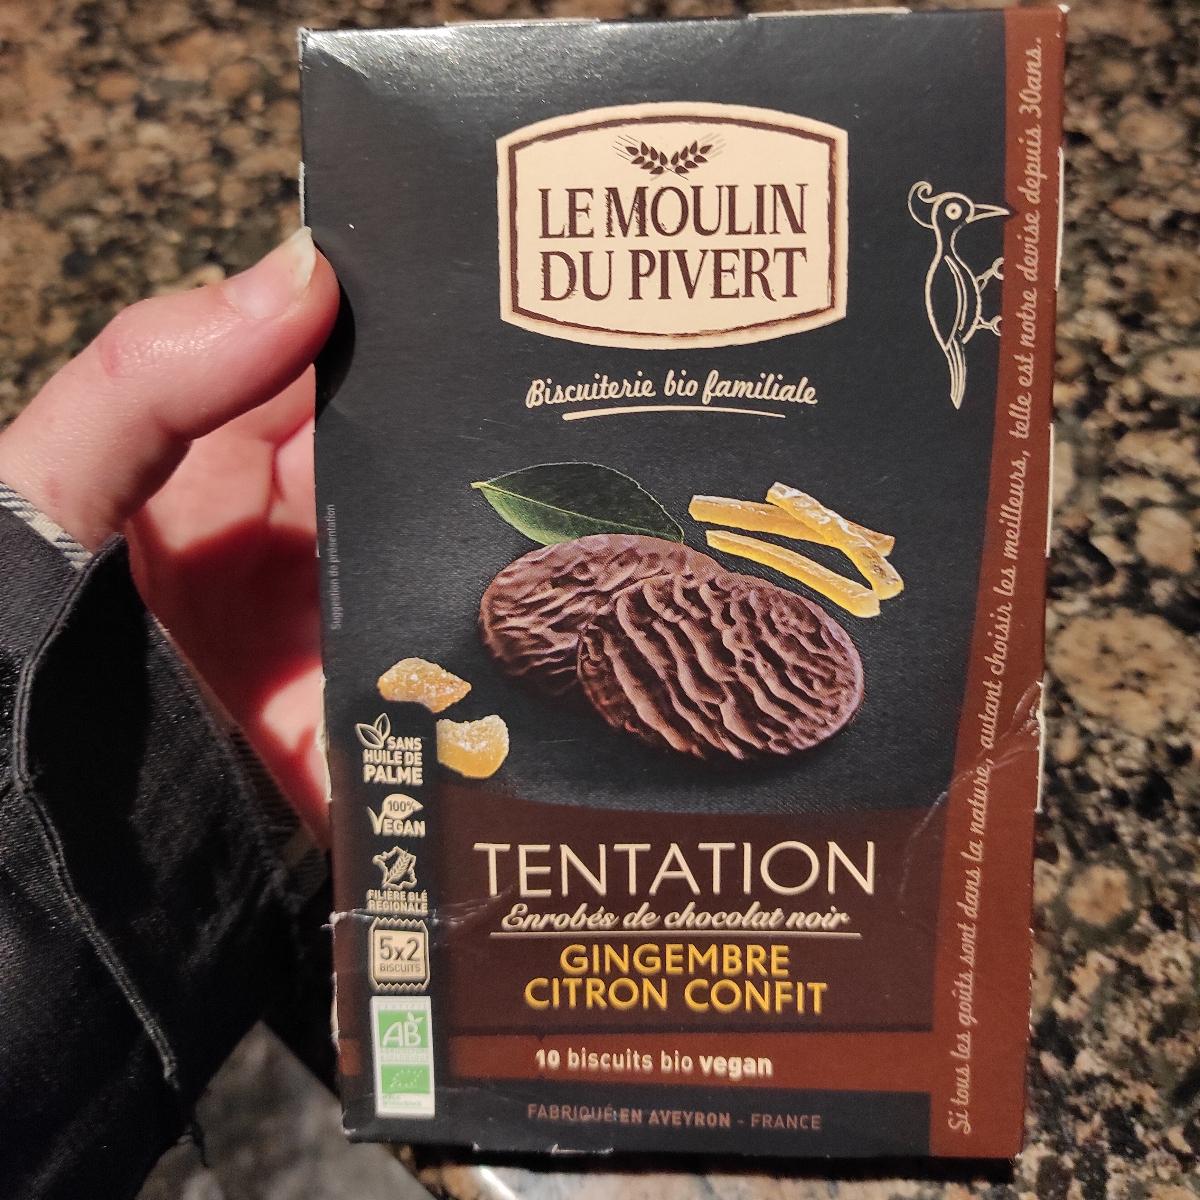 LE MOULIN
DU PIVERT
Biscuiterie bio familiale
Si tous les goûts sont dans la nature, autant choisir les meilleurs, telle est notre devise depuis 30ans.
Suggestion de présentation
SANS
HUILE DE
PALME
100%
VEGAN
FILIÈRE BLÉ
RÉGIONALE
5x2
BISCUITS
AB
TENTATION
Enrobés de chocolat noir
GINGEMBRE
CITRON CONFIT
10 biscuits bio vegan
FABRIQUÉ EN AVEYRON - FRANCE